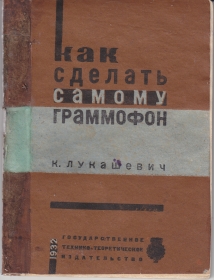 как
сделать
самому
граммофон
К. Лукашевич
1932
государственное
технико-теоретическое
издательство